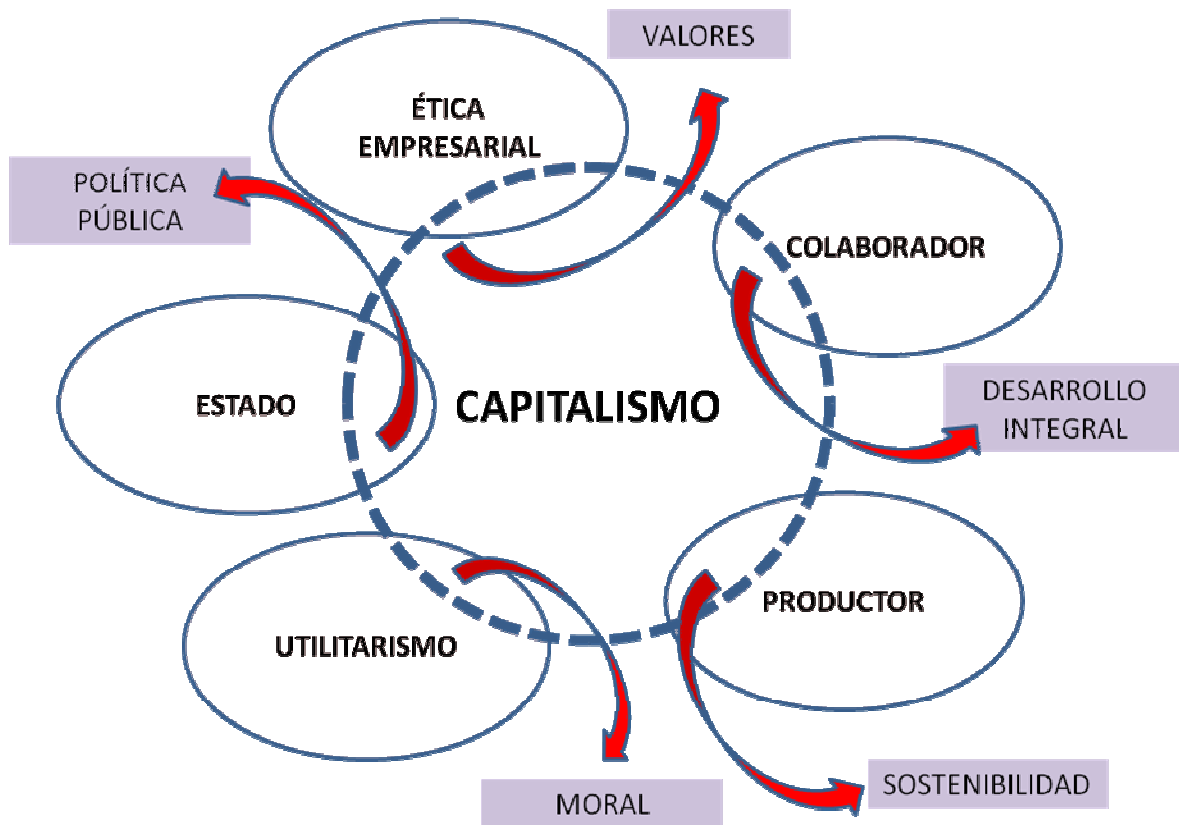 VALORES
ÉTICA
EMPRESARIAL
POLÍTICA
PÚBLICA
COLABORADOR
ESTADO
CAPITALISMO
DESARROLLO
INTEGRAL
PRODUCTOR
UTILITARISMO
SOSTENIBILIDAD
MORAL